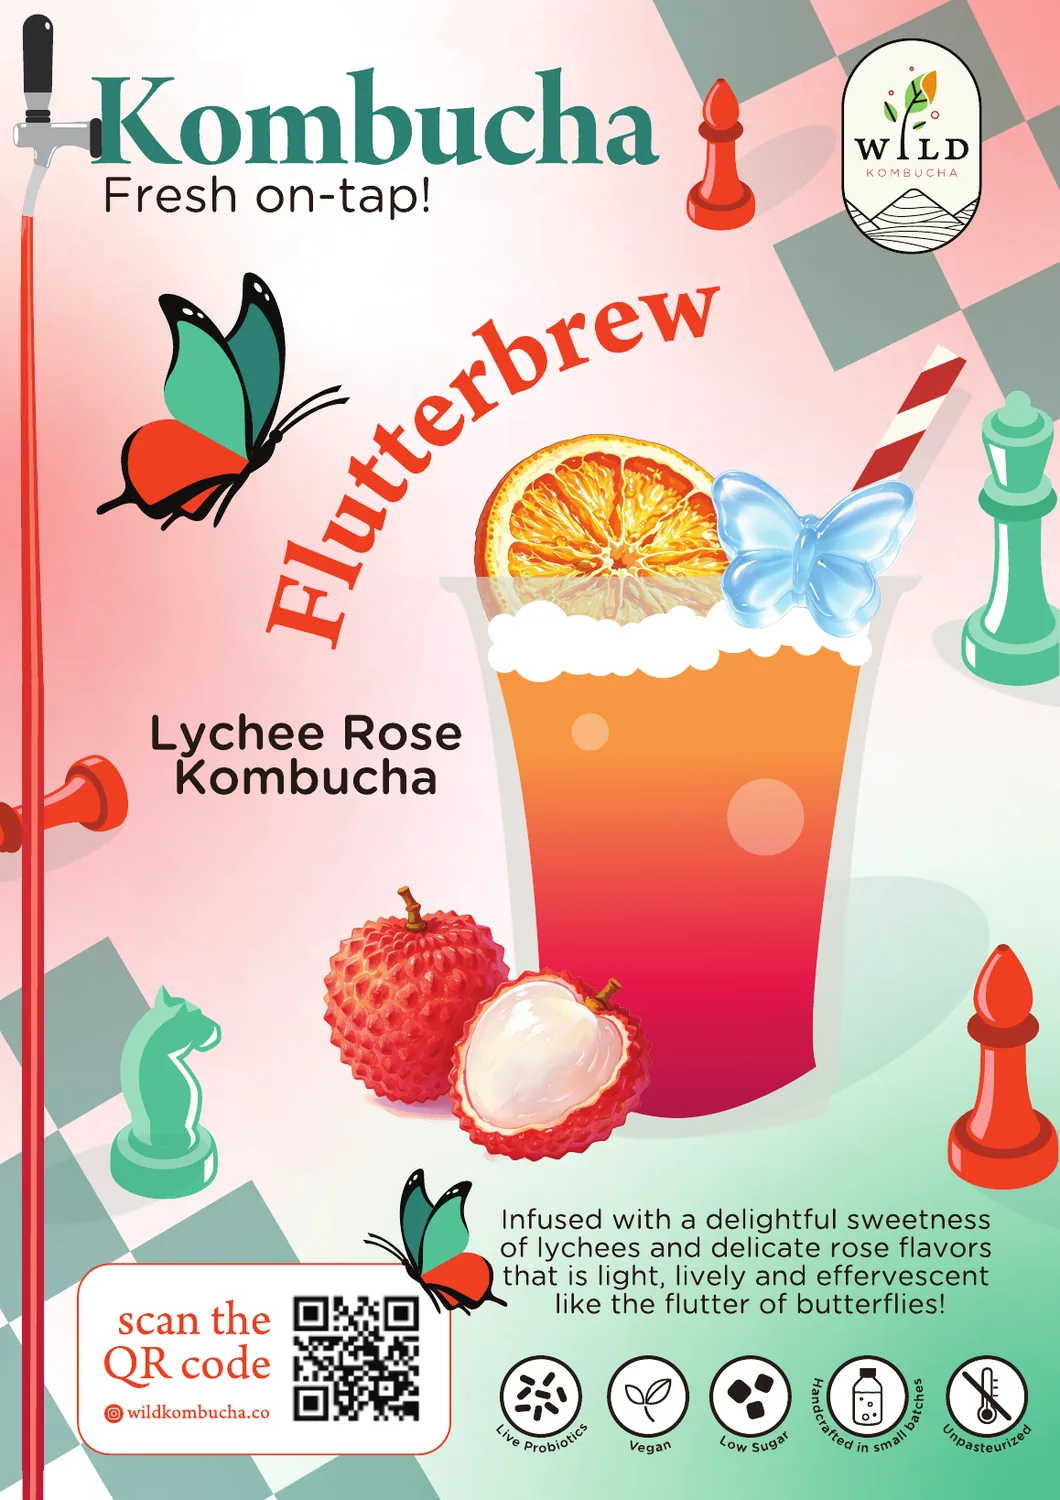 Kombucha
Fresh on-tap!
WILD
KOMBUCHA
Flutterbrew
Lychee Rose
Kombucha
Infused with a delightful sweetness
of lychees and delicate rose flavors
that is light, lively and effervescent
like the flutter of butterflies!
scan the
QR code
wildkombucha.co
Live Probiotics
Vegan
Low Sugar
Handcrafted in small batches
Unpasteurized